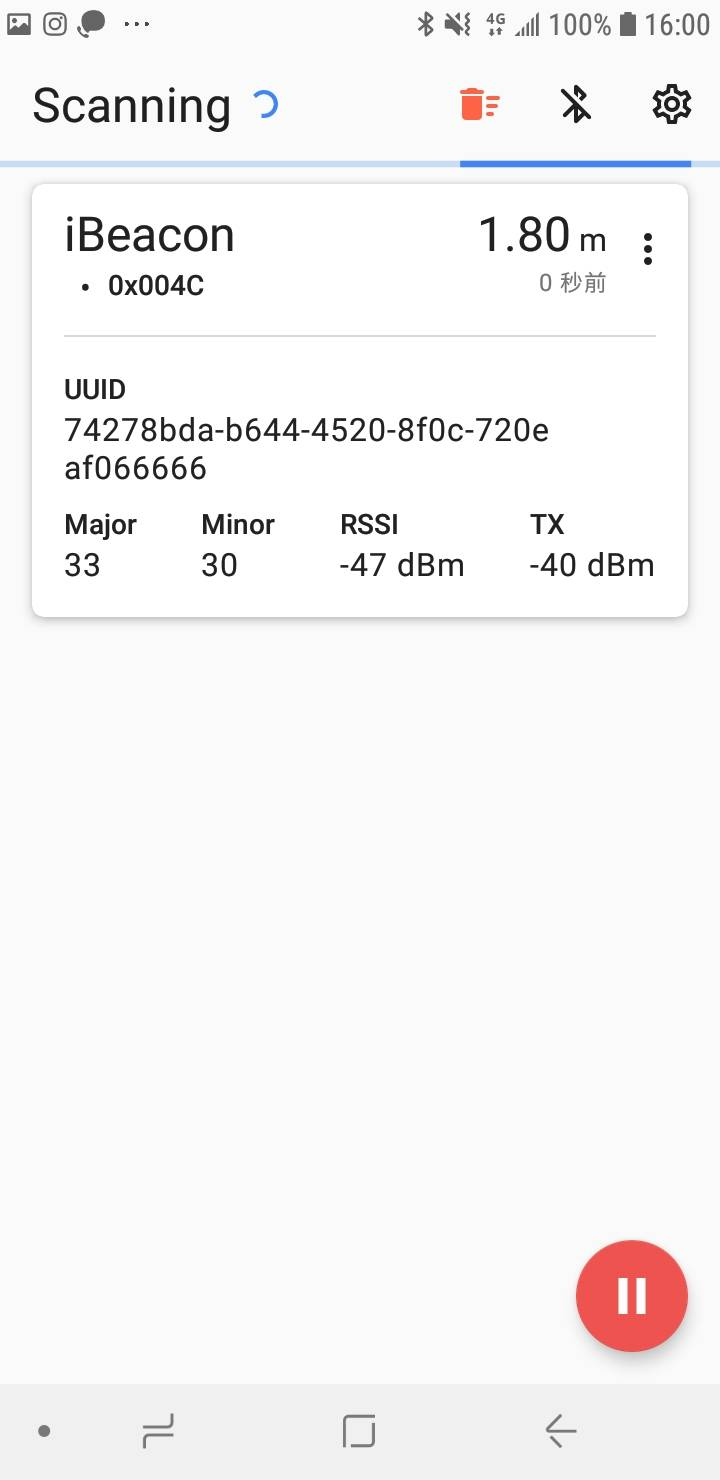 4G 100% 16:00
Scanning
iBeacon 1.80 m
• 0x004C 0 秒前
UUID
74278bda-b644-4520-8f0c-720e
af066666
Major Minor RSSI TX
33 30 -47 dBm -40 dBm